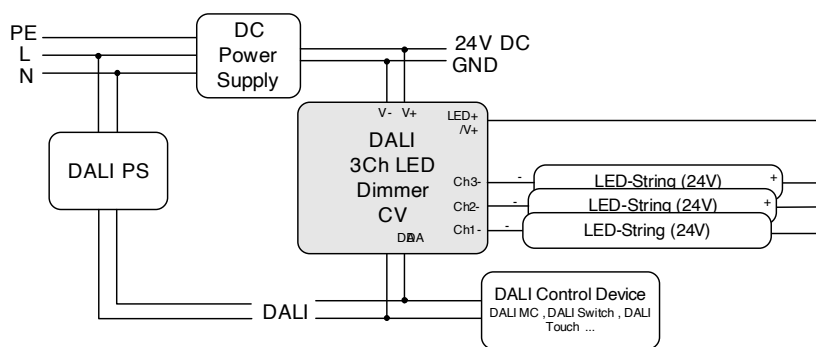 PE
L
N
DC
Power
Supply
24V DC
GND
V- V+
LED+
/V+
DALI
3Ch LED
Dimmer
CV
DALI PS
Ch3-
Ch2-
Ch1-
- LED-String (24V) +
- LED-String (24V) +
- LED-String (24V)
DA DA
DALI
DALI Control Device
DALI MC , DALI Switch , DALI
Touch ...